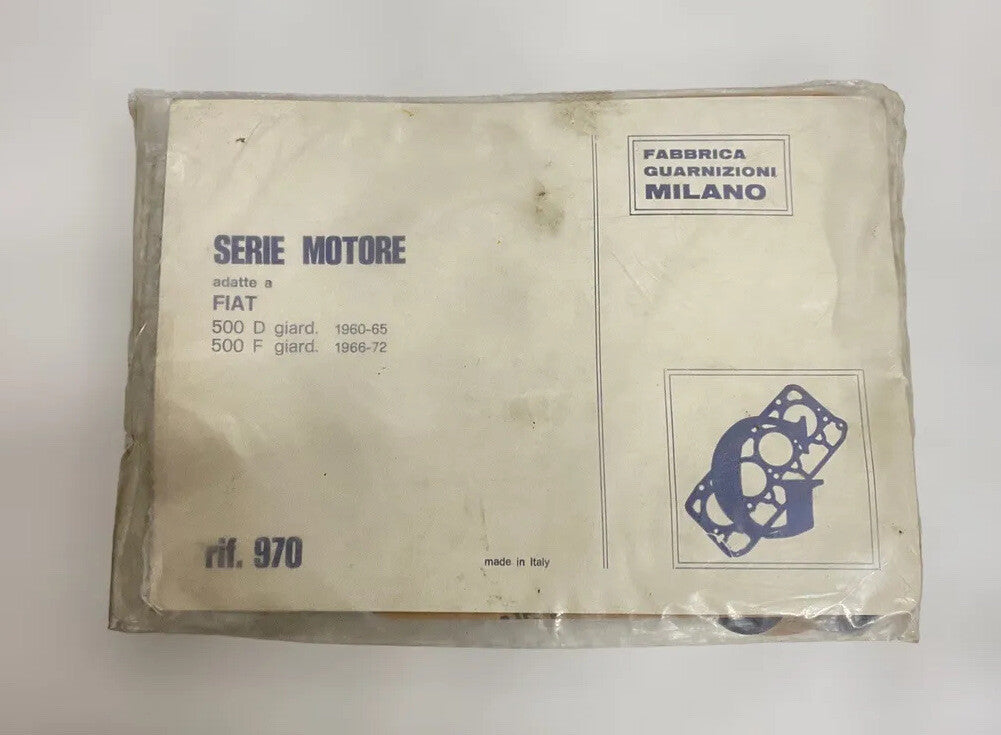 SERIE MOTORE
adatte a
FIAT
500 D giard. 1960-65
500 F giard. 1966-72
rif. 970
made in Italy
FABBRICA
GUARNIZIONI
MILANO
G